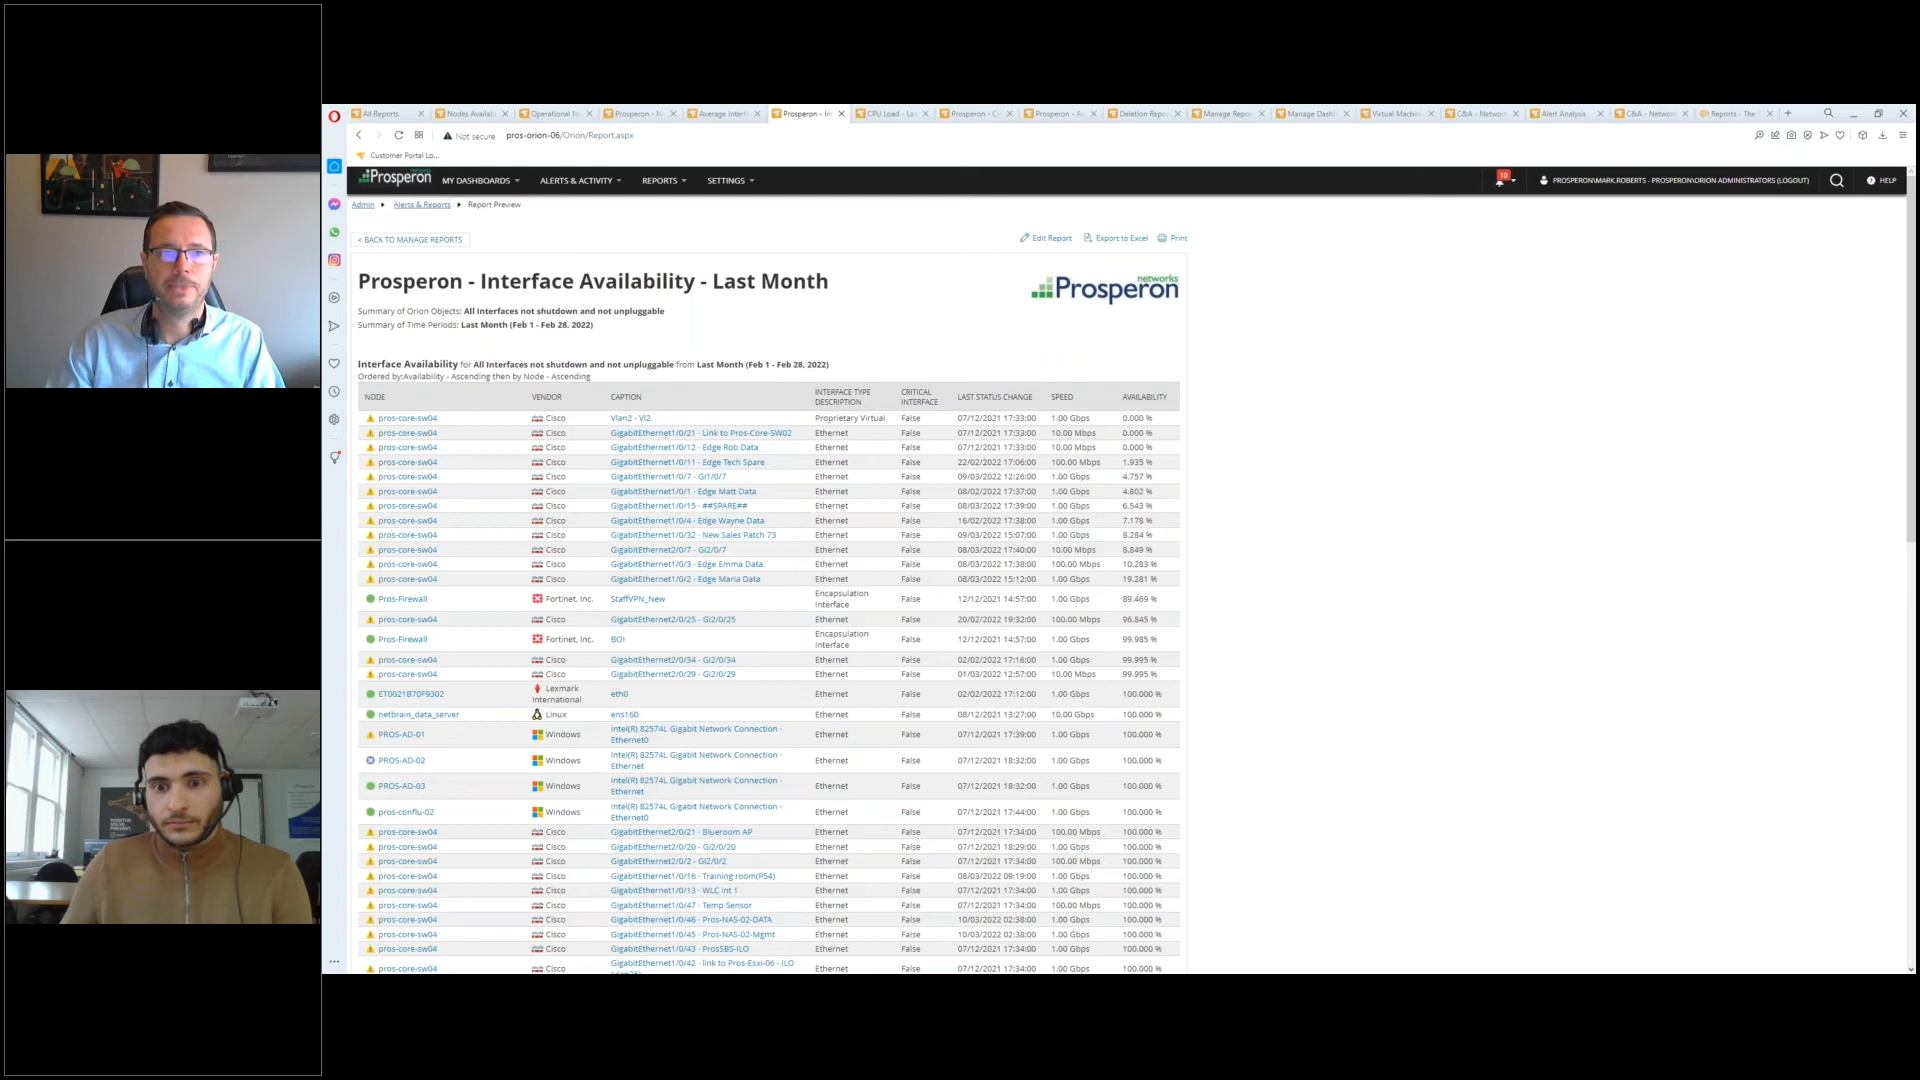 All Reports
Nodes Availab
Operational N
Prosperon - N
Average Interf
Prosperon - In
CPU Load - La
Prosperon - C
Prosperon - A
Deletion Repo
Manage Repor
Manage Dashb
Virtual Machin
C&A - Network
Alert Analysis
C&A - Network
Reports - The
Not secure pros-orion-06/Orion/Report.aspx
Customer Portal Lo...
Prosperon networks MY DASHBOARDS ALERTS & ACTIVITY REPORTS SETTINGS 10 PROSPERON\MARK.ROBERTS - PROSPERON\ORION ADMINISTRATORS (LOGOUT) HELP
Admin Alerts & Reports Report Preview
< BACK TO MANAGE REPORTS Edit Report Export to Excel Print
Prosperon - Interface Availability - Last Month
networks
Prosperon
Summary of Orion Objects: All Interfaces not shutdown and not unpluggable
Summary of Time Periods: Last Month (Feb 1 - Feb 28, 2022)
Interface Availability for All Interfaces not shutdown and not unpluggable from Last Month (Feb 1 - Feb 28, 2022)
Ordered by:Availability - Ascending then by Node - Ascending
NODE VENDOR CAPTION INTERFACE TYPE DESCRIPTION CRITICAL INTERFACE LAST STATUS CHANGE SPEED AVAILABILITY
pros-core-sw04 Cisco Vlan2 - Vl2 Proprietary Virtual False 07/12/2021 17:33:00 1.00 Gbps 0.000 %
pros-core-sw04 Cisco GigabitEthernet1/0/21 - Link to Pros-Core-SW02 Ethernet False 07/12/2021 17:33:00 10.00 Mbps 0.000 %
pros-core-sw04 Cisco GigabitEthernet1/0/12 - Edge Rob Data Ethernet False 07/12/2021 17:33:00 10.00 Mbps 0.000 %
pros-core-sw04 Cisco GigabitEthernet1/0/11 - Edge Tech Spare Ethernet False 22/02/2022 17:06:00 100.00 Mbps 1.935 %
pros-core-sw04 Cisco GigabitEthernet1/0/7 - Gi1/0/7 Ethernet False 09/03/2022 12:26:00 1.00 Gbps 4.757 %
pros-core-sw04 Cisco GigabitEthernet1/0/1 - Edge Matt Data Ethernet False 08/02/2022 17:37:00 1.00 Gbps 4.802 %
pros-core-sw04 Cisco GigabitEthernet1/0/15 - ##SPARE## Ethernet False 08/03/2022 17:39:00 1.00 Gbps 6.543 %
pros-core-sw04 Cisco GigabitEthernet1/0/4 - Edge Wayne Data Ethernet False 16/02/2022 17:38:00 1.00 Gbps 7.178 %
pros-core-sw04 Cisco GigabitEthernet1/0/32 - New Sales Patch 73 Ethernet False 09/03/2022 15:07:00 1.00 Gbps 8.284 %
pros-core-sw04 Cisco GigabitEthernet2/0/7 - Gi2/0/7 Ethernet False 08/03/2022 17:40:00 10.00 Mbps 8.849 %
pros-core-sw04 Cisco GigabitEthernet1/0/3 - Edge Emma Data Ethernet False 08/03/2022 17:38:00 100.00 Mbps 10.283 %
pros-core-sw04 Cisco GigabitEthernet1/0/2 - Edge Maria Data Ethernet False 08/03/2022 15:12:00 1.00 Gbps 19.281 %
Pros-Firewall Fortinet, Inc. StaffVPN_New Encapsulation Interface False 12/12/2021 14:57:00 1.00 Gbps 89.469 %
pros-core-sw04 Cisco GigabitEthernet2/0/25 - Gi2/0/25 Ethernet False 20/02/2022 19:32:00 100.00 Mbps 96.845 %
Pros-Firewall Fortinet, Inc. BOI Encapsulation Interface False 12/12/2021 14:57:00 1.00 Gbps 99.985 %
pros-core-sw04 Cisco GigabitEthernet2/0/34 - Gi2/0/34 Ethernet False 02/02/2022 17:16:00 1.00 Gbps 99.995 %
pros-core-sw04 Cisco GigabitEthernet2/0/29 - Gi2/0/29 Ethernet False 01/03/2022 12:57:00 10.00 Mbps 99.995 %
ET0021B70F9302 Lexmark International eth0 Ethernet False 02/02/2022 17:12:00 1.00 Gbps 100.000 %
netbrain_data_server Linux ens160 Ethernet False 08/12/2021 13:27:00 10.00 Gbps 100.000 %
PROS-AD-01 Windows Intel(R) 82574L Gigabit Network Connection - Ethernet0 Ethernet False 07/12/2021 17:39:00 1.00 Gbps 100.000 %
PROS-AD-02 Windows Intel(R) 82574L Gigabit Network Connection - Ethernet Ethernet False 07/12/2021 18:32:00 1.00 Gbps 100.000 %
PROS-AD-03 Windows Intel(R) 82574L Gigabit Network Connection - Ethernet Ethernet False 07/12/2021 18:32:00 1.00 Gbps 100.000 %
pros-conflu-02 Windows Intel(R) 82574L Gigabit Network Connection - Ethernet0 Ethernet False 07/12/2021 17:44:00 1.00 Gbps 100.000 %
pros-core-sw04 Cisco GigabitEthernet2/0/21 - Blueroom AP Ethernet False 07/12/2021 17:34:00 100.00 Mbps 100.000 %
pros-core-sw04 Cisco GigabitEthernet2/0/20 - Gi2/0/20 Ethernet False 07/12/2021 18:29:00 1.00 Gbps 100.000 %
pros-core-sw04 Cisco GigabitEthernet2/0/2 - Gi2/0/2 Ethernet False 07/12/2021 17:34:00 100.00 Mbps 100.000 %
pros-core-sw04 Cisco GigabitEthernet1/0/16 - Training room(P54) Ethernet False 08/03/2022 09:19:00 1.00 Gbps 100.000 %
pros-core-sw04 Cisco GigabitEthernet1/0/13 - WLC int 1 Ethernet False 07/12/2021 17:34:00 1.00 Gbps 100.000 %
pros-core-sw04 Cisco GigabitEthernet1/0/47 - Temp Sensor Ethernet False 07/12/2021 17:34:00 100.00 Mbps 100.000 %
pros-core-sw04 Cisco GigabitEthernet1/0/46 - Pros-NAS-02-DATA Ethernet False 10/03/2022 02:38:00 1.00 Gbps 100.000 %
pros-core-sw04 Cisco GigabitEthernet1/0/45 - Pros-NAS-02-Mgmt Ethernet False 10/03/2022 02:38:00 1.00 Gbps 100.000 %
pros-core-sw04 Cisco GigabitEthernet1/0/43 - ProsSBS-ILO Ethernet False 07/12/2021 17:34:00 1.00 Gbps 100.000 %
pros-core-sw04 Cisco GigabitEthernet1/0/42 - link to Pros-Esxi-06 - ILO Ethernet False 07/12/2021 17:34:00 1.00 Gbps 100.000 %